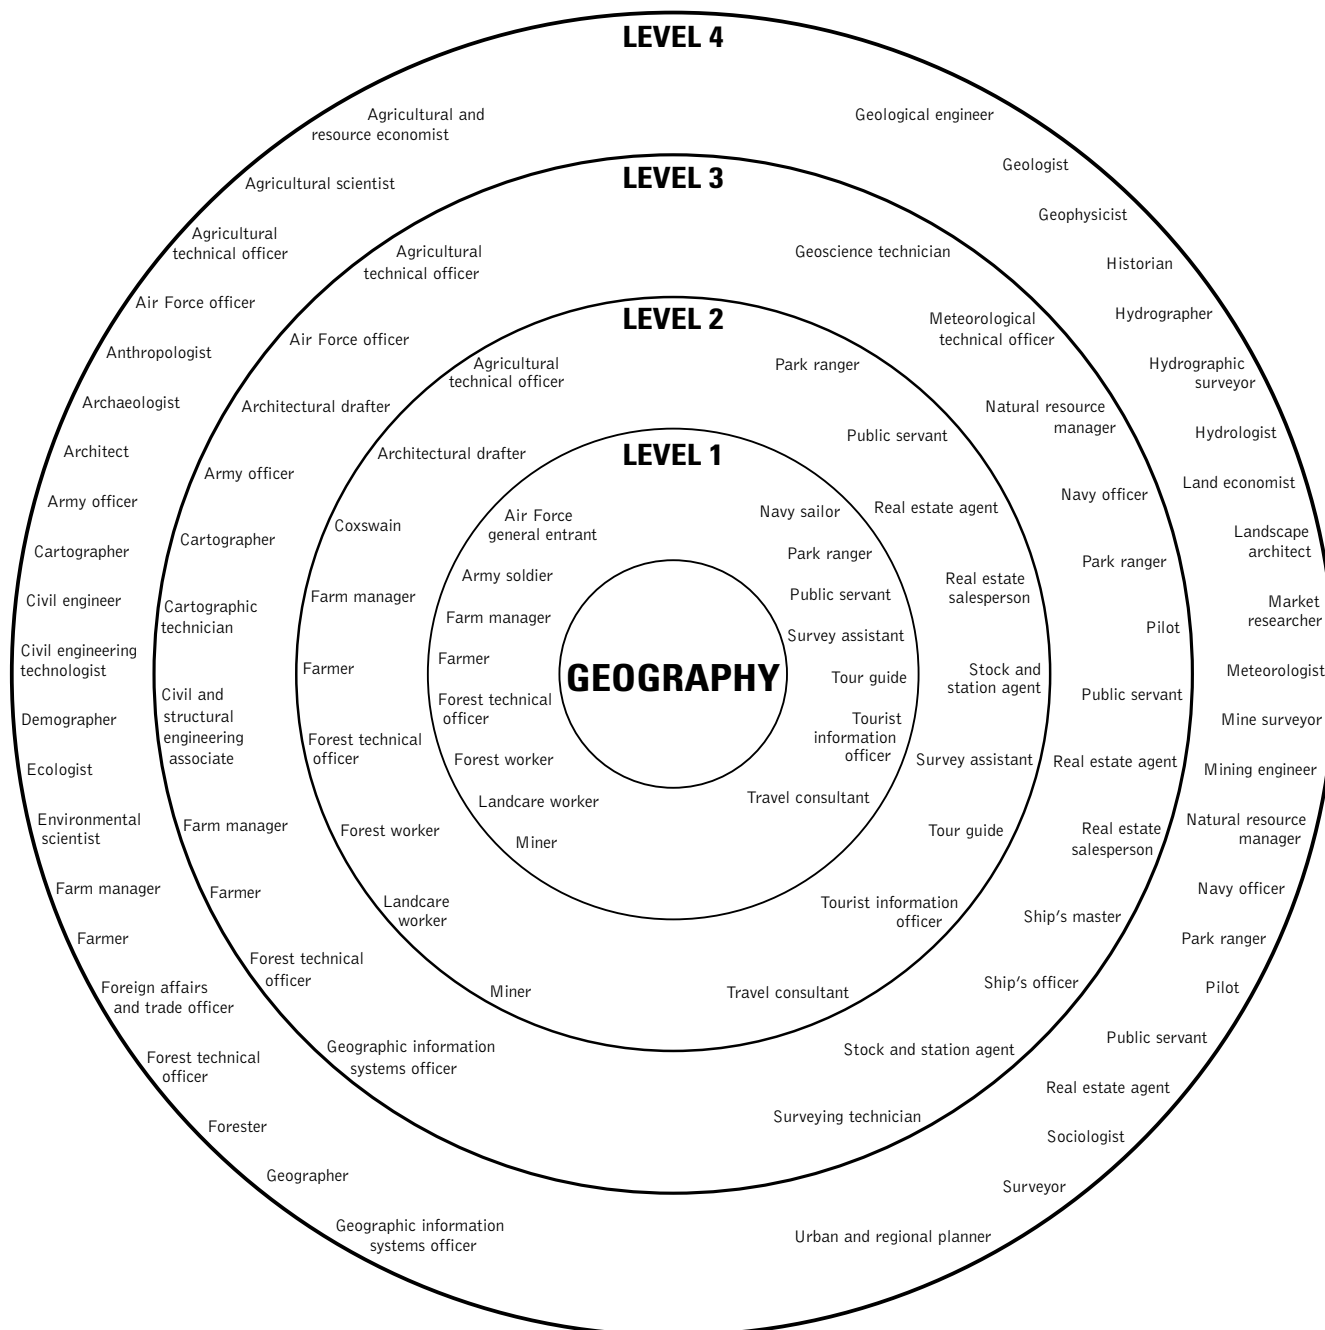 LEVEL 4
Agricultural and
resource economist
Agricultural scientist
Agricultural
technical officer
Air Force officer
Anthropologist
Archaeologist
Architect
Army officer
Cartographer
Civil engineer
Civil engineering
technologist
Demographer
Ecologist
Environmental
scientist
Farm manager
Farmer
Foreign affairs
and trade officer
Forest technical
officer
Forester
Geographer
Geographic information
systems officer
Geological engineer
Geologist
Geophysicist
Historian
Hydrographer
Hydrographic
surveyor
Hydrologist
Land economist
Landscape
architect
Market
researcher
Meteorologist
Mine surveyor
Mining engineer
Natural resource
manager
Navy officer
Park ranger
Pilot
Public servant
Real estate agent
Sociologist
Surveyor
Urban and regional planner
LEVEL 3
Agricultural
technical officer
Air Force officer
Architectural drafter
Army officer
Cartographer
Cartographic
technician
Civil and
structural
engineering
associate
Farm manager
Farmer
Forest technical
officer
Geographic information
systems officer
Geoscience technician
Meteorological
technical officer
Natural resource
manager
Navy officer
Park ranger
Pilot
Public servant
Real estate agent
Real estate
salesperson
Ship's master
Ship's officer
Stock and station agent
Surveying technician
LEVEL 2
Agricultural
technical officer
Architectural drafter
Coxswain
Farm manager
Farmer
Forest technical
officer
Forest worker
Landcare
worker
Miner
Park ranger
Public servant
Real estate agent
Real estate
salesperson
Stock and
station agent
Survey assistant
Tour guide
Tourist information
officer
Travel consultant
LEVEL 1
Air Force
general entrant
Army soldier
Farm manager
Farmer
Forest technical
officer
Forest worker
Landcare worker
Miner
Navy sailor
Park ranger
Public servant
Survey assistant
Tour guide
Tourist
information
officer
Travel consultant
GEOGRAPHY